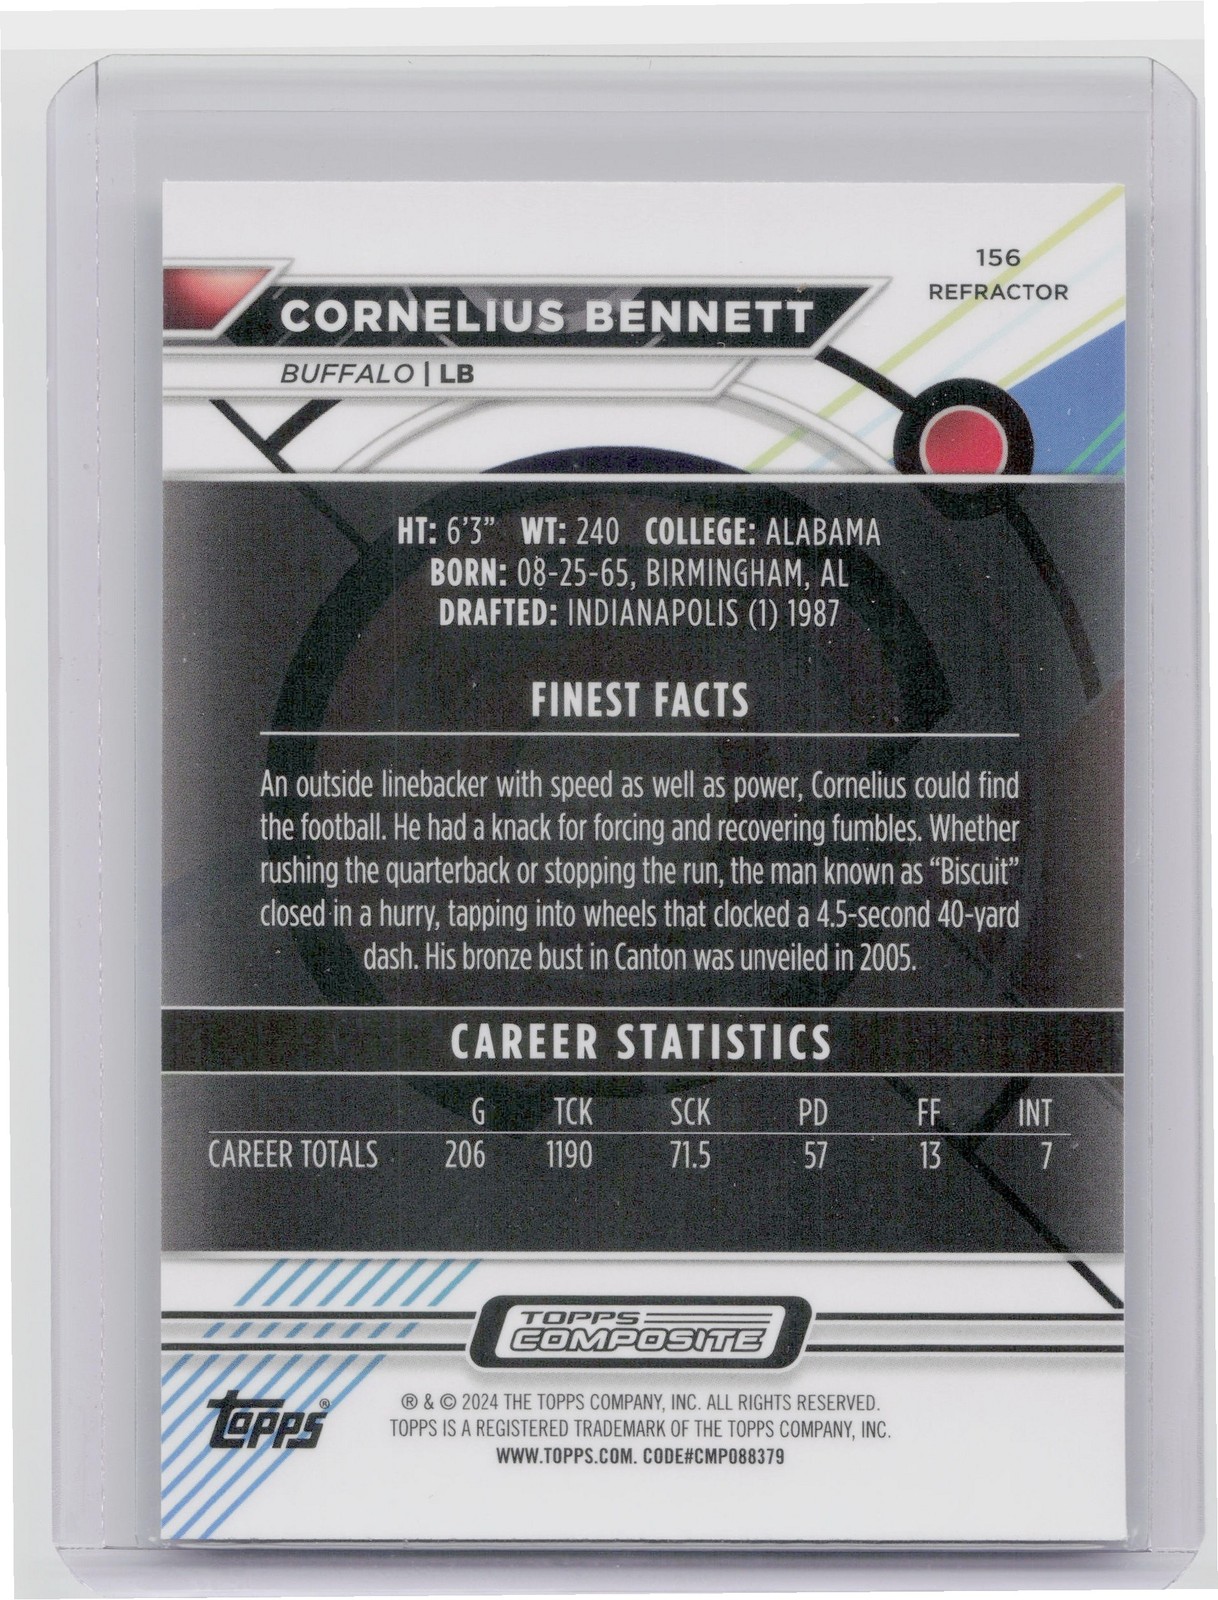 156
REFRACTOR
CORNELIUS BENNETT
BUFFALO | LB
HT: 6'3” WT: 240 COLLEGE: ALABAMA
BORN: 08-25-65, BIRMINGHAM, AL
DRAFTED: INDIANAPOLIS (1) 1987
FINEST FACTS
An outside linebacker with speed as well as power, Cornelius could find
the football. He had a knack for forcing and recovering fumbles. Whether
rushing the quarterback or stopping the run, the man known as “Biscuit”
closed in a hurry, tapping into wheels that clocked a 4.5-second 40-yard
dash. His bronze bust in Canton was unveiled in 2005.
CAREER STATISTICS
G TCK SCK PD FF INT
CAREER TOTALS 206 1190 71.5 57 13 7
TOPPS
COMPOSITE
topps®
® & © 2024 THE TOPPS COMPANY, INC. ALL RIGHTS RESERVED.
TOPPS IS A REGISTERED TRADEMARK OF THE TOPPS COMPANY, INC.
WWW.TOPPS.COM. CODE#CMP088379